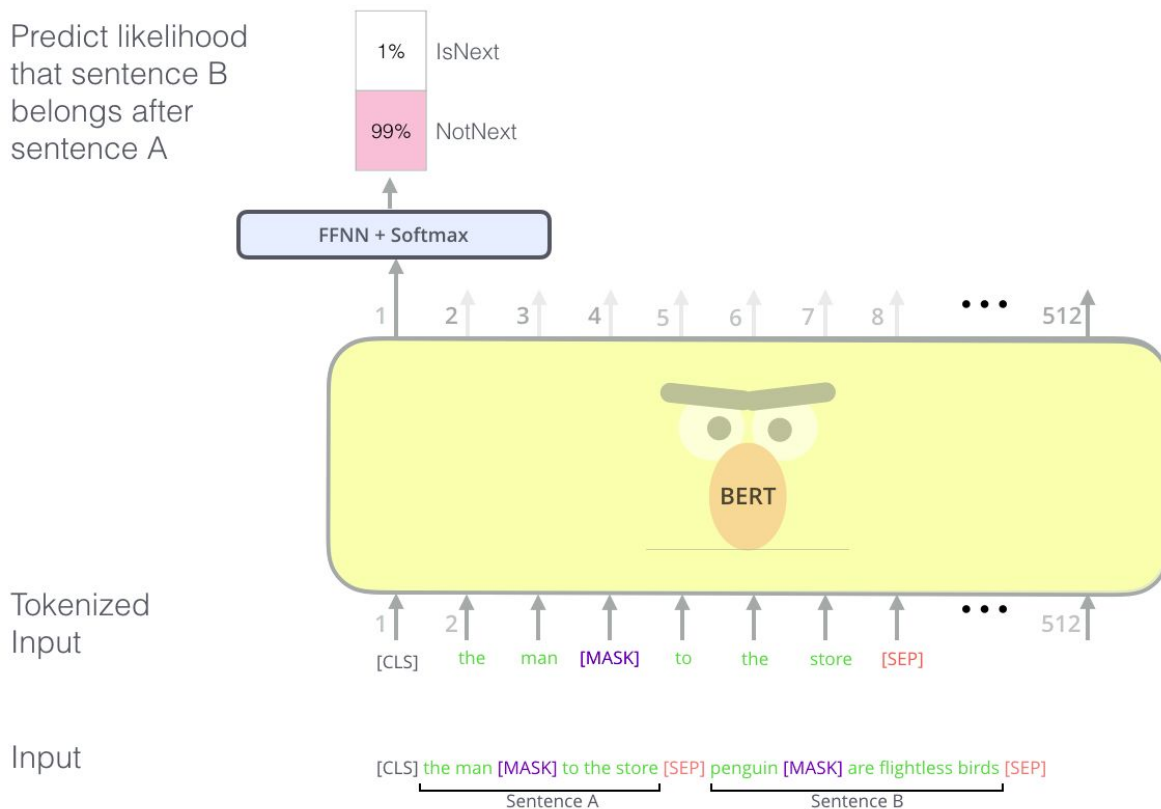 Predict likelihood
that sentence B
belongs after
sentence A
1% IsNext
99% NotNext
FFNN + Softmax
1 2 3 4 5 6 7 8 ••• 512
BERT
Tokenized
Input
1 2 ••• 512
[CLS] the man [MASK] to the store [SEP]
Input
[CLS] the man [MASK] to the store [SEP] penguin [MASK] are flightless birds [SEP]
Sentence A Sentence B